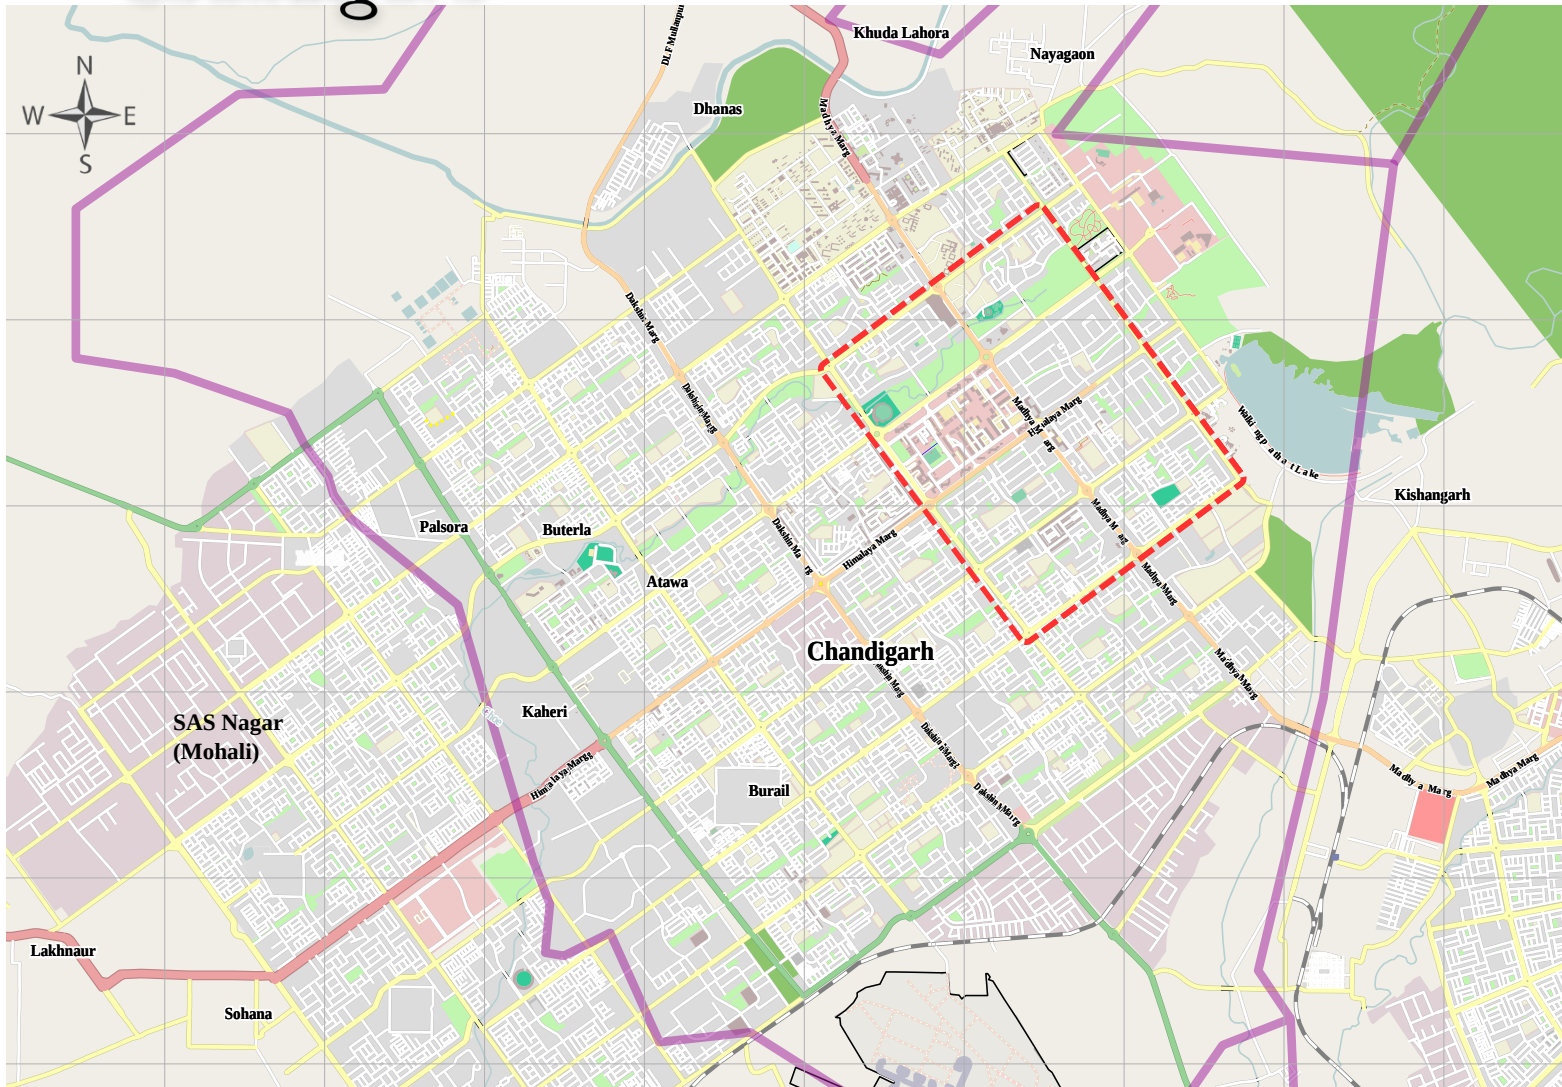 DLF Mullanpur
Khuda Lahora
Nayagaon
N
W
E
S
Dhanas
Madhya Marg
Dakshin Marg
Dakshin Marg
Madhya Marg
Himalaya Marg
Walking path at Lake
Kishangarh
Palsora
Buterla
Dakshin Marg
Himalaya Marg
Madhya Marg
Atawa
Madhya Marg
Chandigarh
Dakshin Marg
Madhya Marg
SAS Nagar
(Mohali)
Kaheri
Dakshin Marg
Himalaya Marg
Burail
Dakshin Marg
Madhya Marg
Madhya Marg
Lakhnaur
Sohana